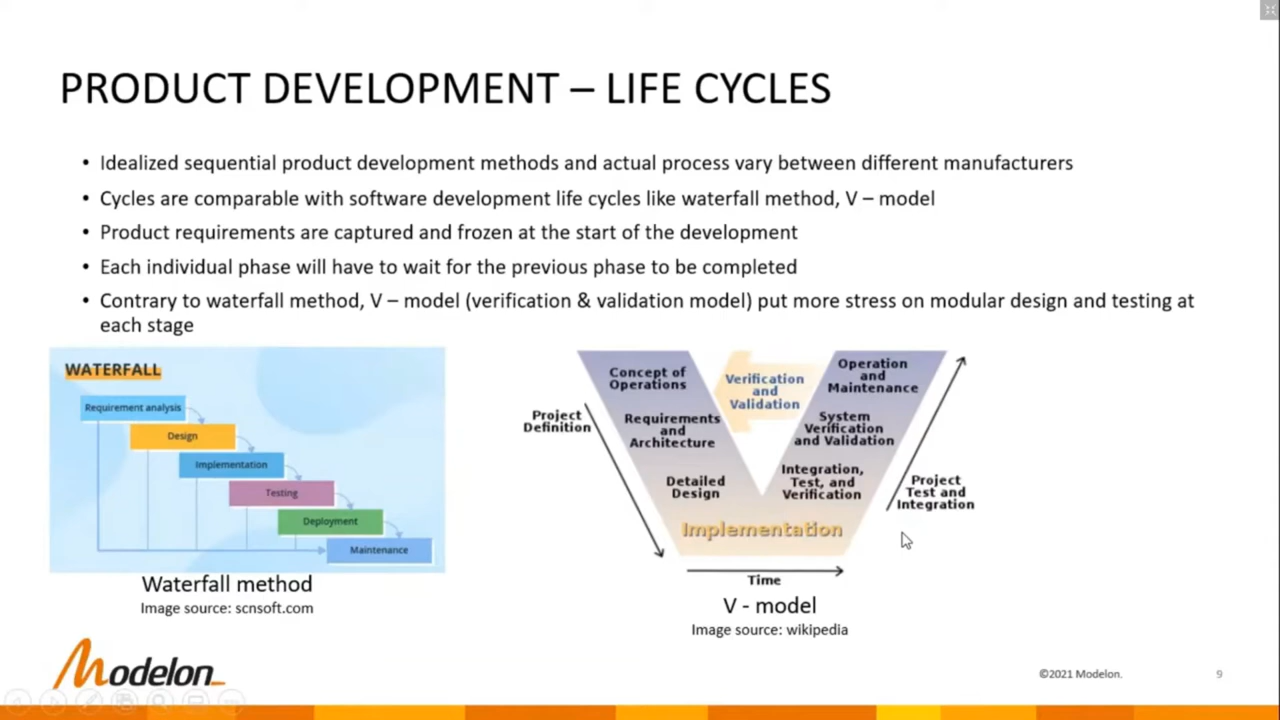 PRODUCT DEVELOPMENT – LIFE CYCLES
• Idealized sequential product development methods and actual process vary between different manufacturers
• Cycles are comparable with software development life cycles like waterfall method, V – model
• Product requirements are captured and frozen at the start of the development
• Each individual phase will have to wait for the previous phase to be completed
• Contrary to waterfall method, V – model (verification & validation model) put more stress on modular design and testing at
each stage
WATERFALL
Requirement analysis
Design
Implementation
Testing
Deployment
Maintenance
Waterfall method
Image source: scnsoft.com
Project
Definition
Concept of
Operations
Requirements
and
Architecture
Detailed
Design
Implementation
Verification
and
Validation
Operation
and
Maintenance
System
Verification
and Validation
Integration,
Test, and
Verification
Project
Test and
Integration
Time
V - model
Image source: wikipedia
Modelon
©2021 Modelon.
9